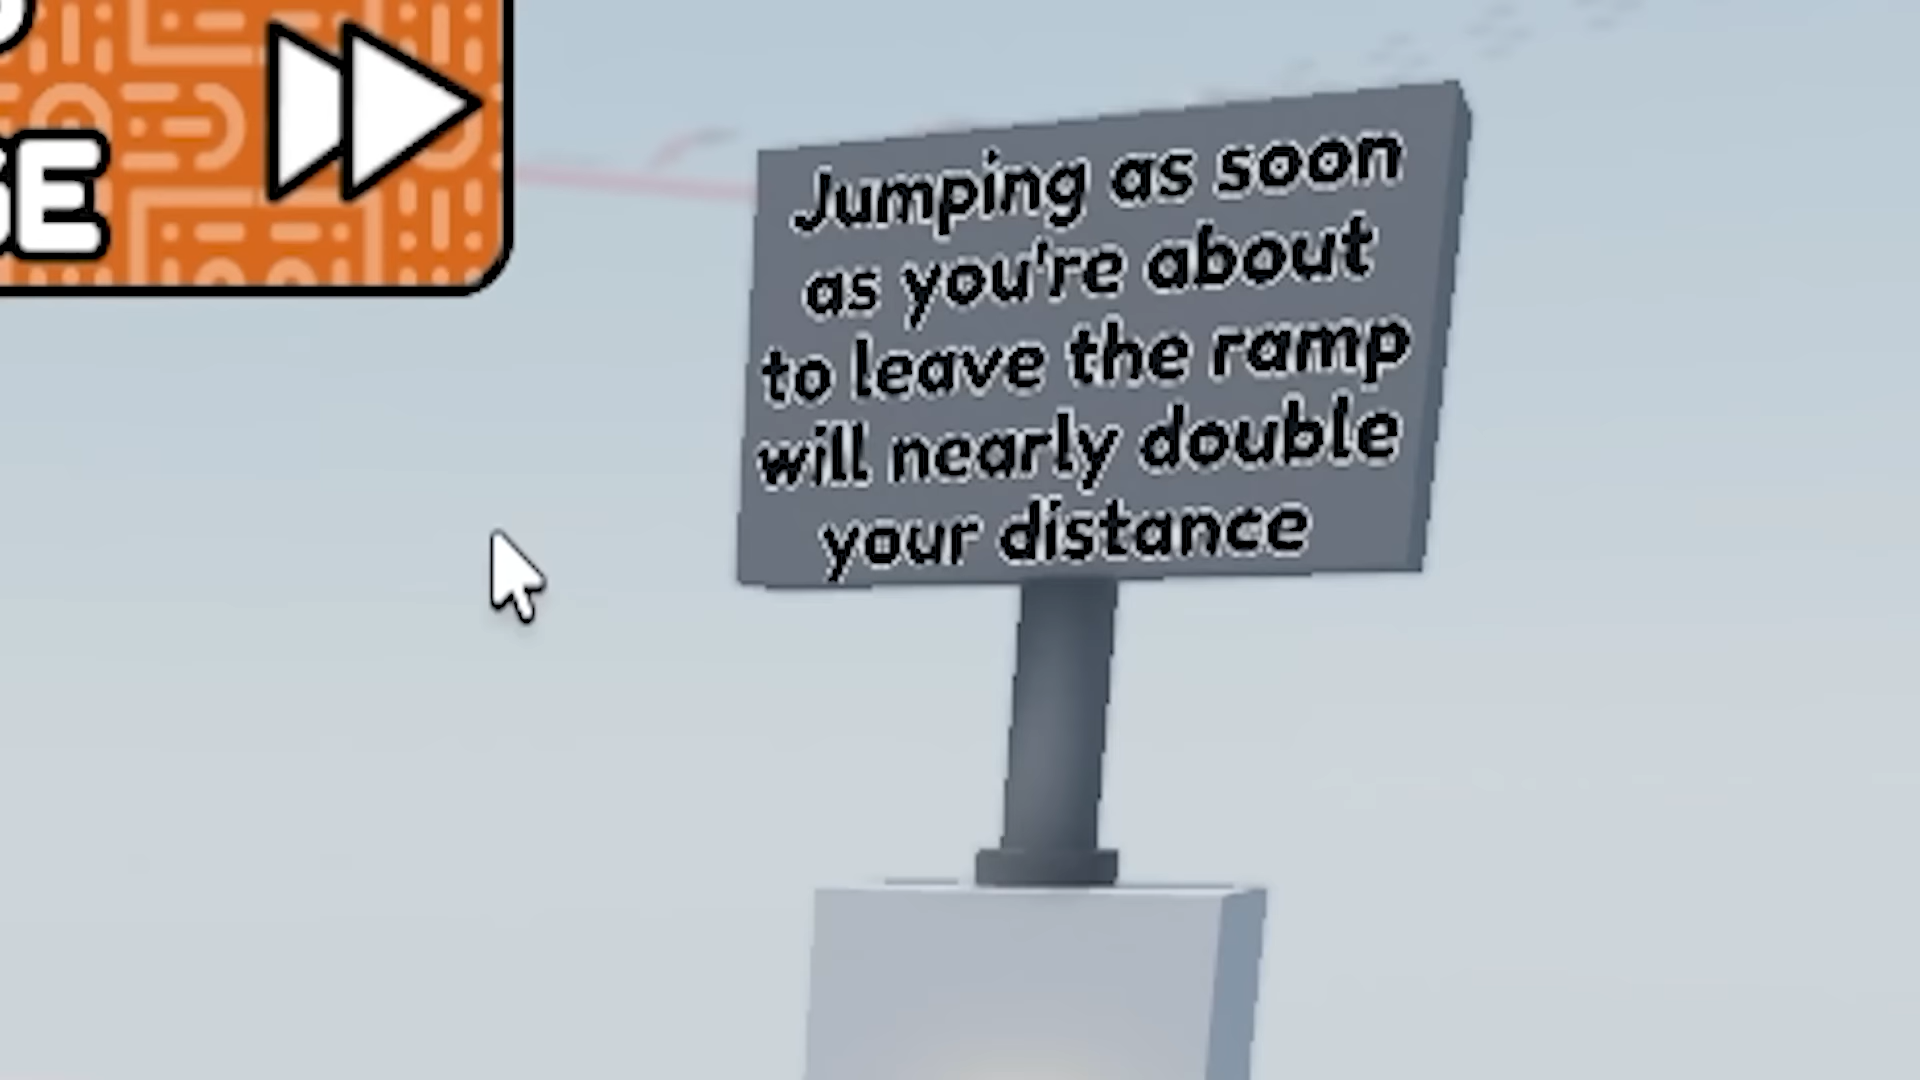 Jumping as soon
as you're about
to leave the ramp
will nearly double
your distance